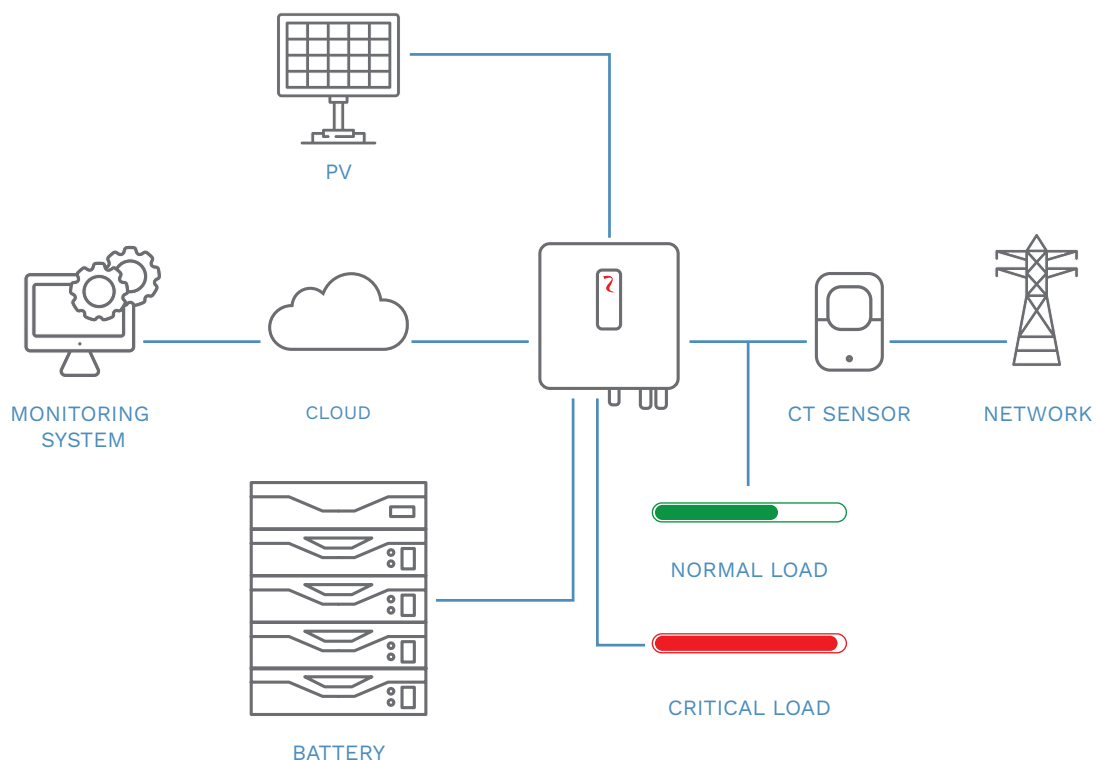 PV
MONITORING
SYSTEM
CLOUD
CT SENSOR
NETWORK
NORMAL LOAD
CRITICAL LOAD
BATTERY